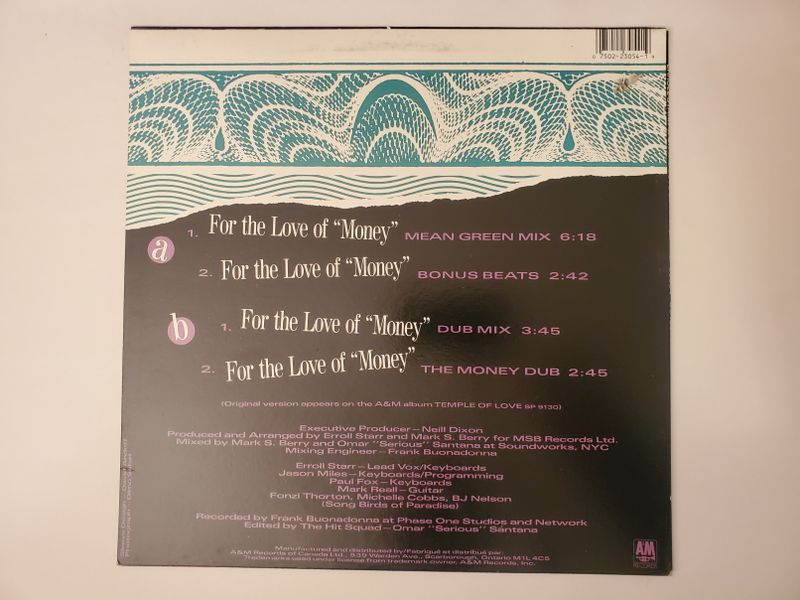 0 7502-23054-1 9
a
1. For the Love of "Money" MEAN GREEN MIX 6:18
2. For the Love of "Money" BONUS BEATS 2:42
b
1. For the Love of "Money" DUB MIX 3:45
2. For the Love of "Money" THE MONEY DUB 2:45
(Original version appears on the A&M album TEMPLE OF LOVE SP 9130)
Executive Producer—Neill Dixon
Produced and Arranged by Erroll Starr and Mark S. Berry for MSB Records Ltd.
Mixed by Mark S. Berry and Omar "Serious" Santana at Soundworks, NYC
Mixing Engineer—Frank Buonadonna
Erroll Starr—Lead Vox/Keyboards
Jason Miles—Keyboards/Programming
Paul Fox—Keyboards
Mark Reall—Guitar
Fonzi Thorton, Michelle Cobbs, BJ Nelson
(Song Birds of Paradise)
Recorded by Frank Buonadonna at Phase One Studios and Network
Edited by The Hit Squad—Omar "Serious" Santana
Manufactured and distributed by/Fabriqué et distribué par:
A&M Records of Canada Ltd., 939 Warden Ave., Scarborough, Ontario M1L 4C5
Trademarks used under license from trademark owner, A&M Records, Inc.
A&M
RECORDS